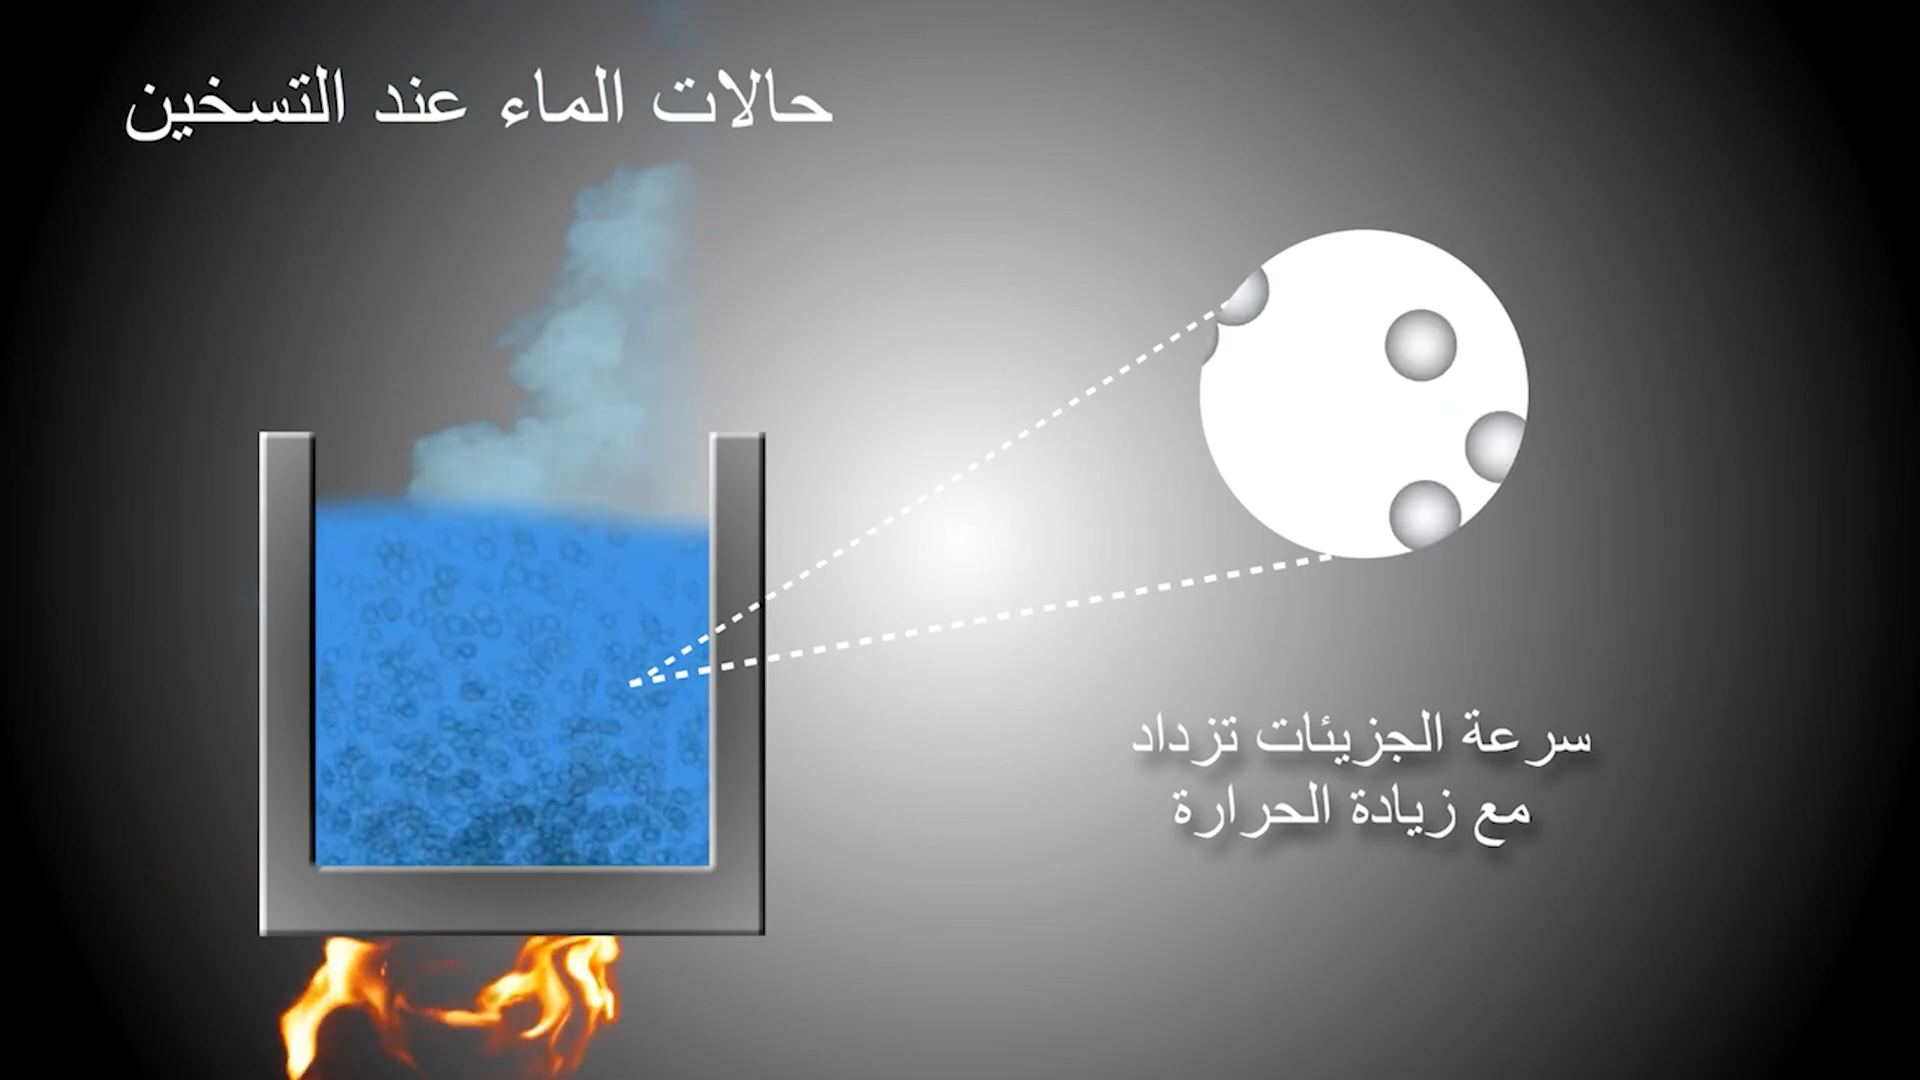 حالات الماء عند التسخين
سرعة الجزيئات تزداد
مع زيادة الحرارة